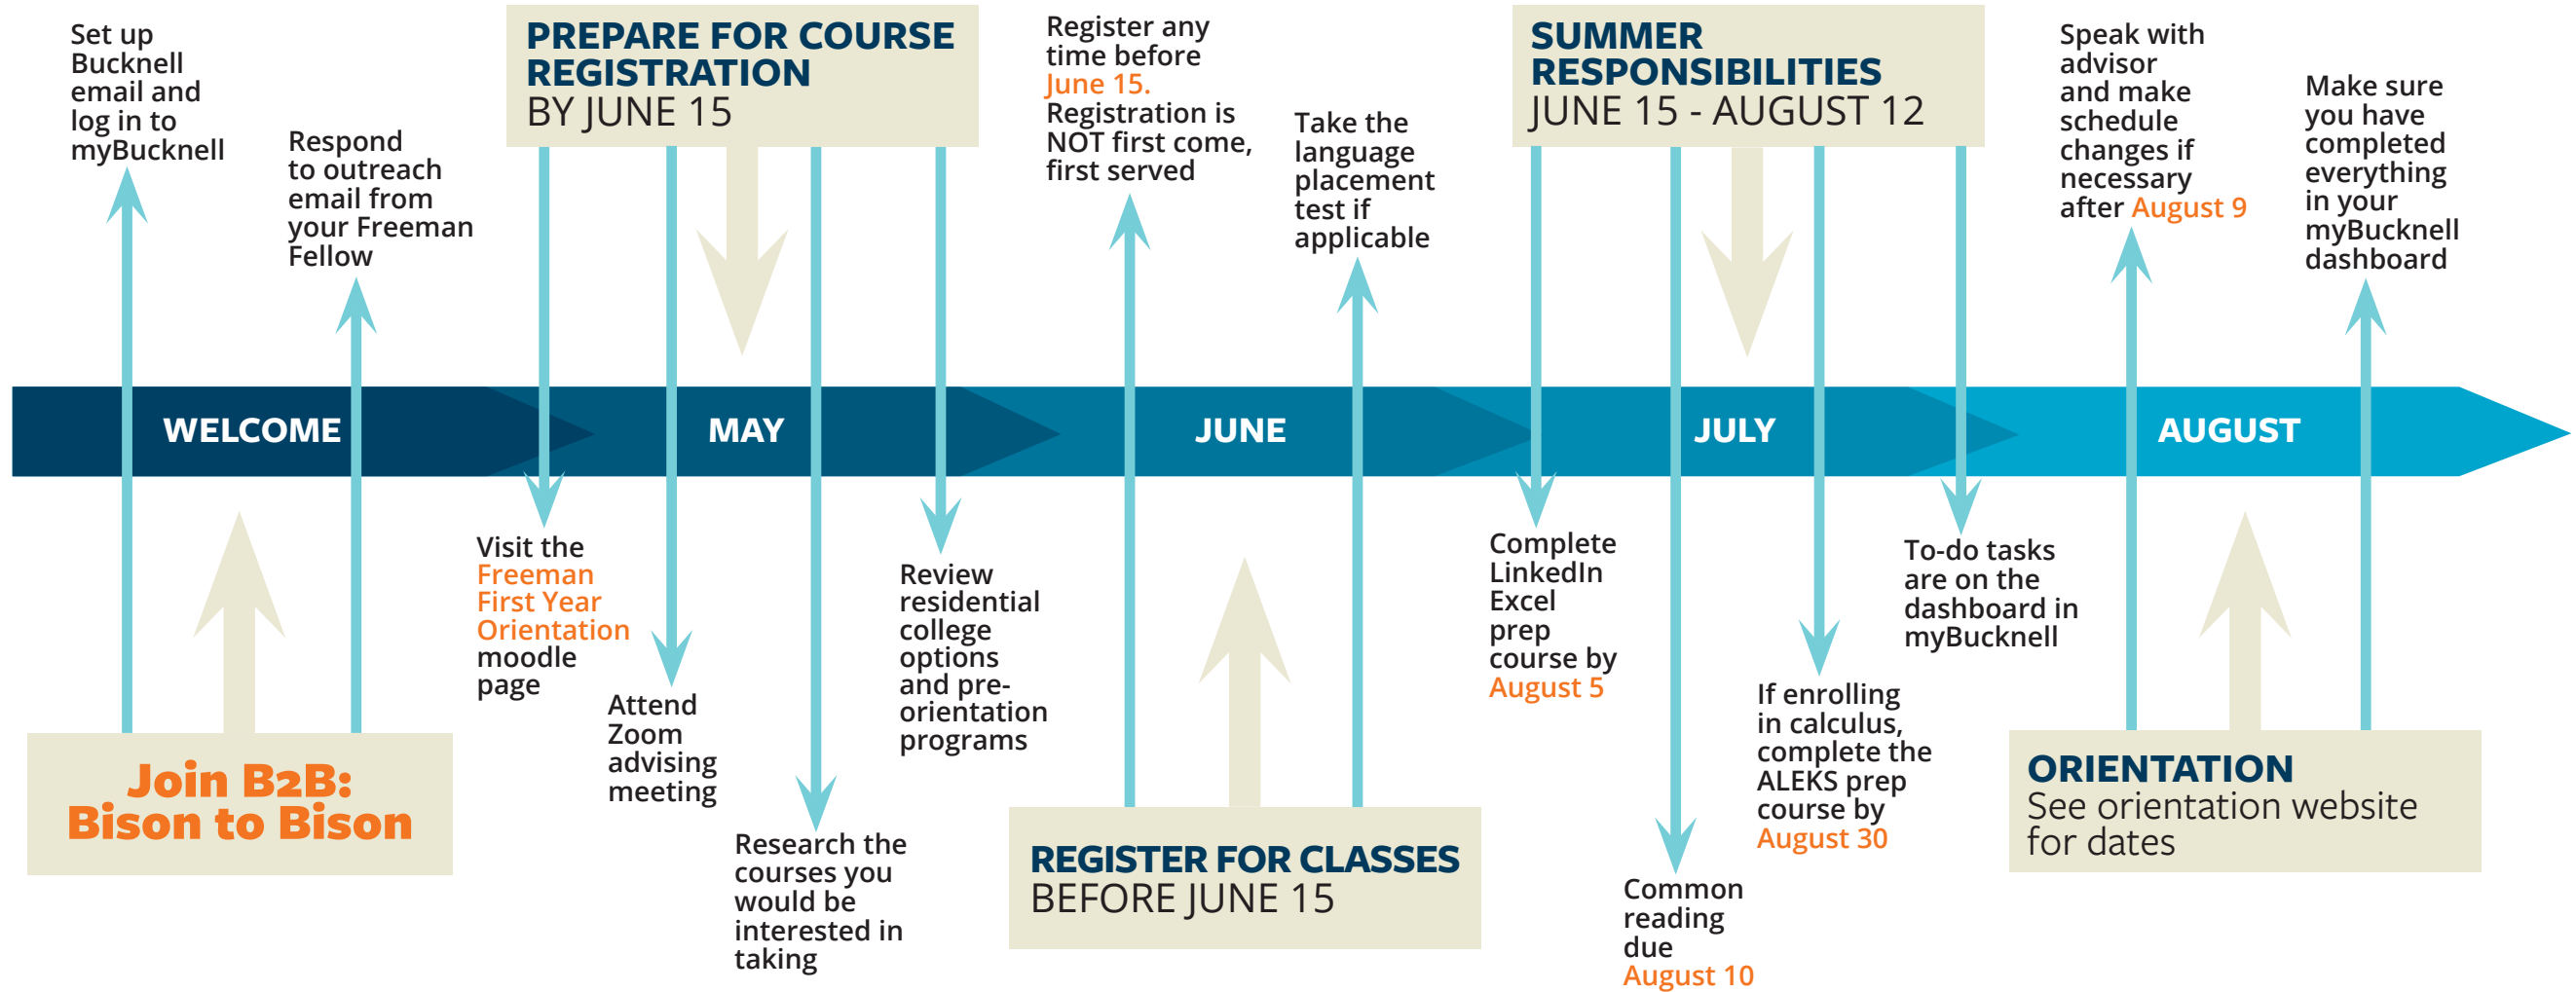 Set up
Bucknell
email and
log in to
myBucknell
Respond
to outreach
email from
your Freeman
Fellow
PREPARE FOR COURSE
REGISTRATION
BY JUNE 15
Register any
time before
June 15.
Registration is
NOT first come,
first served
Take the
language
placement
test if
applicable
SUMMER
RESPONSIBILITIES
JUNE 15 - AUGUST 12
Speak with
advisor
and make
schedule
changes if
necessary
after August 9
Make sure
you have
completed
everything
in your
myBucknell
dashboard
WELCOME
MAY
JUNE
JULY
AUGUST
Join B2B:
Bison to Bison
Visit the
Freeman
First Year
Orientation
moodle
page
Attend
Zoom
advising
meeting
Research the
courses you
would be
interested in
taking
Review
residential
college
options
and pre-
orientation
programs
REGISTER FOR CLASSES
BEFORE JUNE 15
Complete
LinkedIn
Excel
prep
course by
August 5
Common
reading
due
August 10
If enrolling
in calculus,
complete the
ALEKS prep
course by
August 30
To-do tasks
are on the
dashboard in
myBucknell
ORIENTATION
See orientation website
for dates